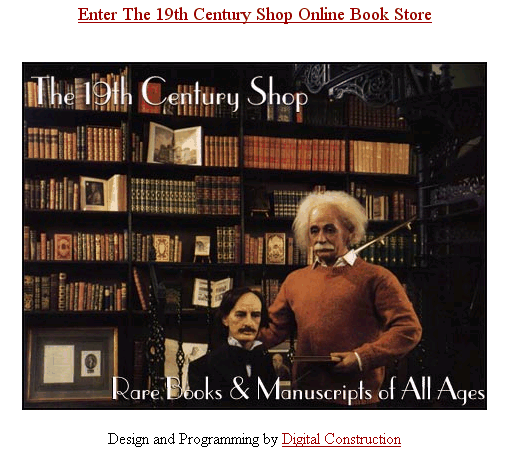 Enter The 19th Century Shop Online Book Store
The 19th Century Shop
Rare Books & Manuscripts of All Ages
Design and Programming by Digital Construction